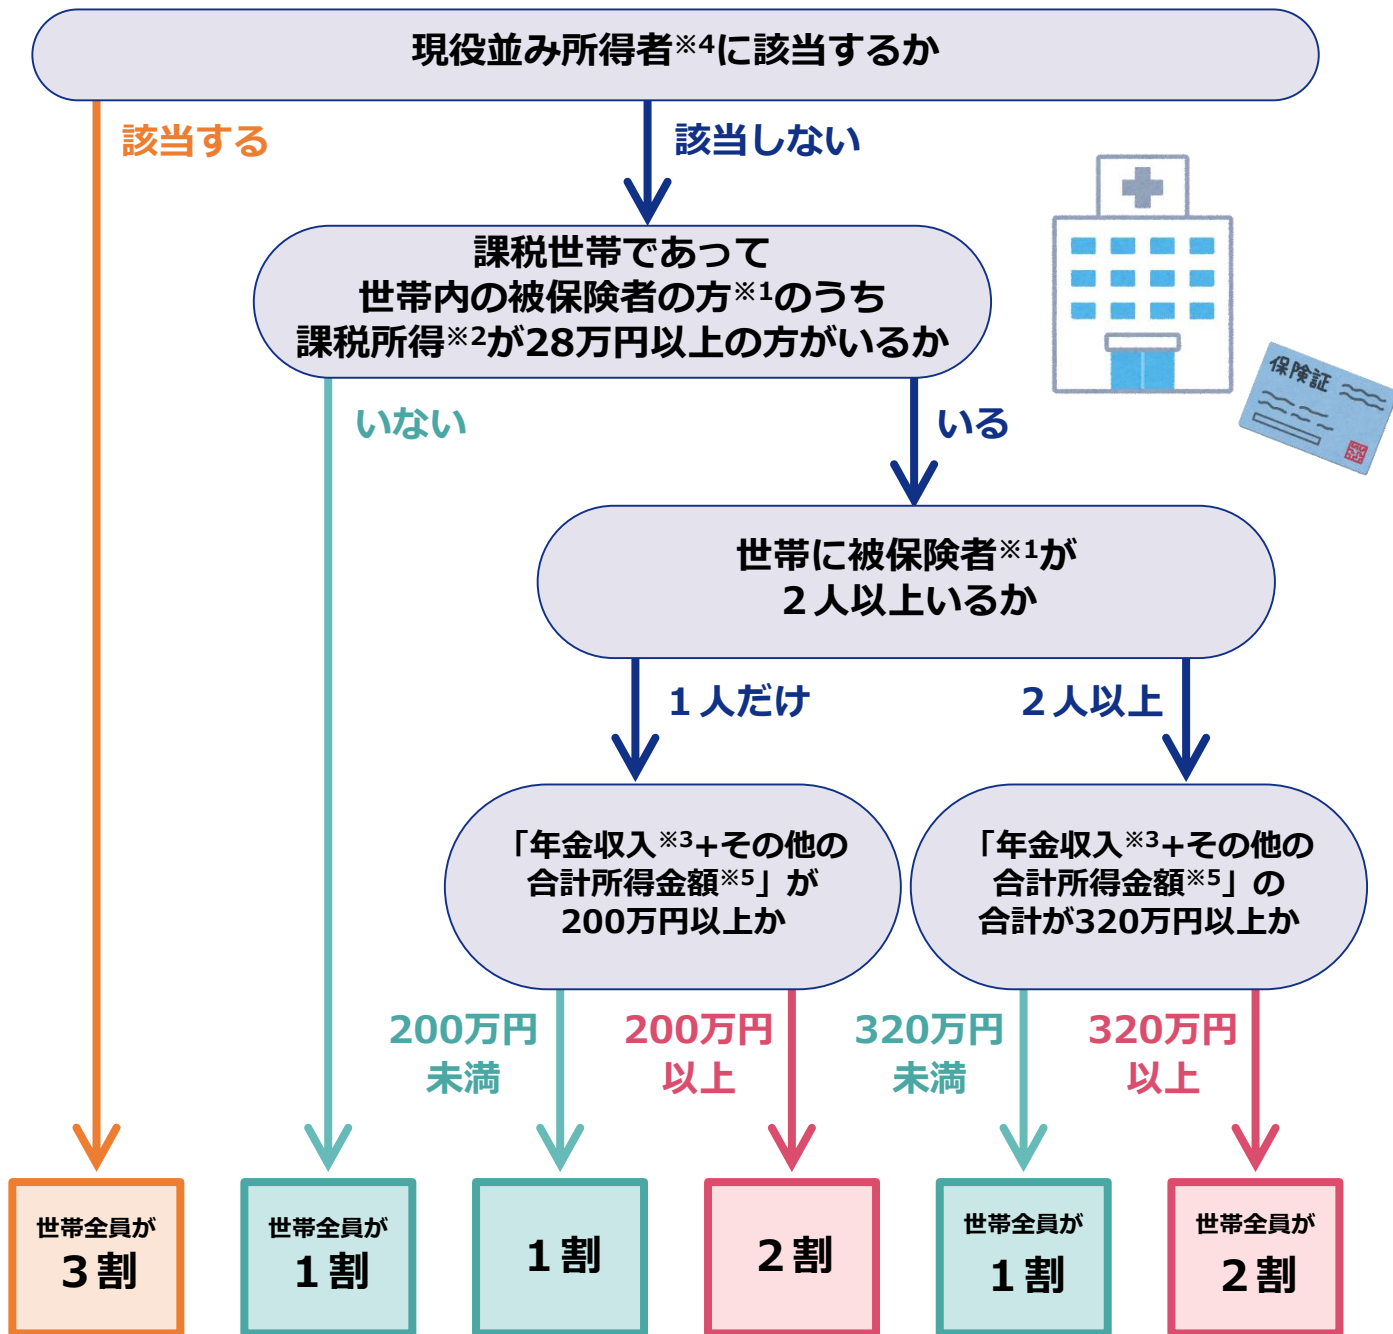 現役並み所得者※4に該当するか
該当する
該当しない
課税世帯であって
世帯内の被保険者の方※1のうち
課税所得※2が28万円以上の方がいるか
保険証
いない
いる
世帯に被保険者※1が
２人以上いるか
１人だけ
２人以上
「年金収入※3+その他の
合計所得金額※5」が
200万円以上か
「年金収入※3+その他の
合計所得金額※5」の
合計が320万円以上か
200万円
未満
200万円
以上
320万円
未満
320万円
以上
世帯全員が
３割
世帯全員が
１割
１割
２割
世帯全員が
１割
世帯全員が
２割